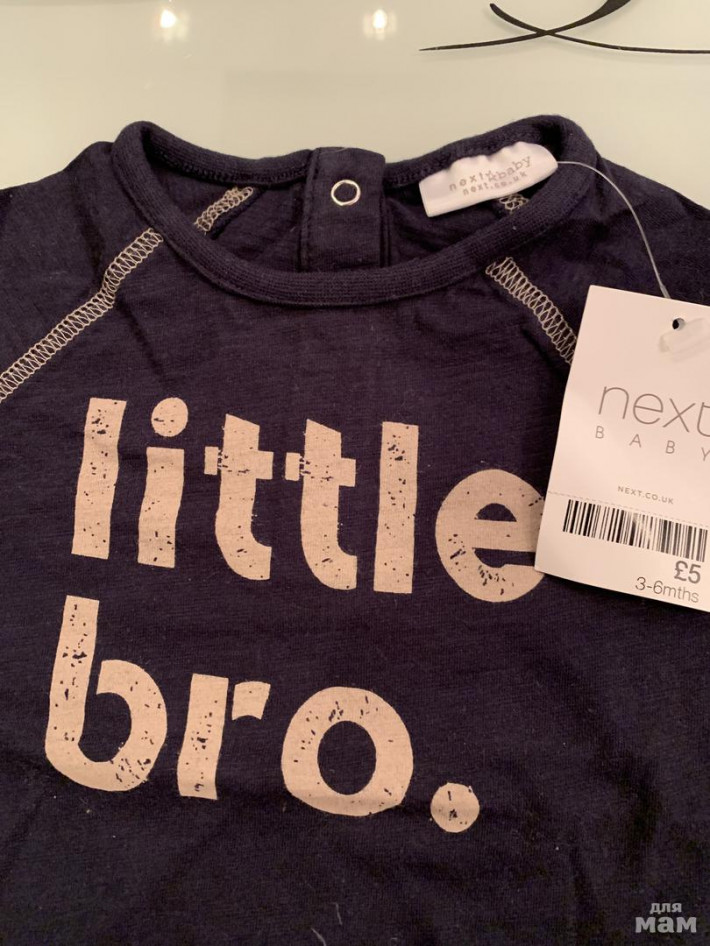 next baby
next.co.uk
next
BABY
NEXT.CO.UK
£5
3-6mths
little
bro.
для
мам